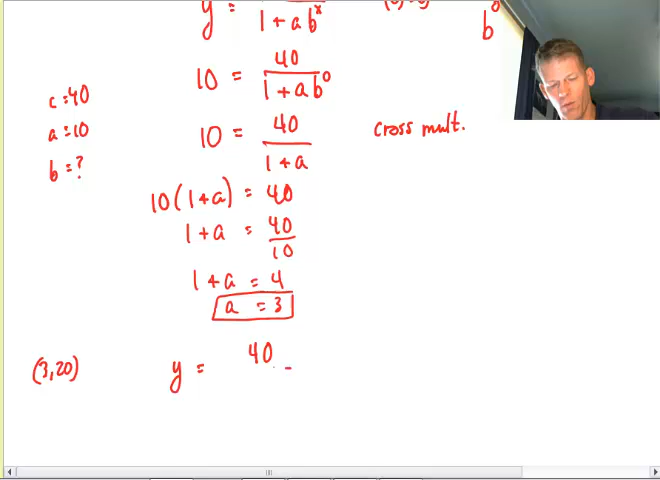 y =
1 + ab^x
b^0
10 = 40 / 1 + ab^0
c = 40
a = 10
b = ?
10 = 40 / 1 + a
cross mult.
10(1+a) = 40
1 + a = 40 / 10
1 + a = 4
a = 3
(3,20)
y = 40